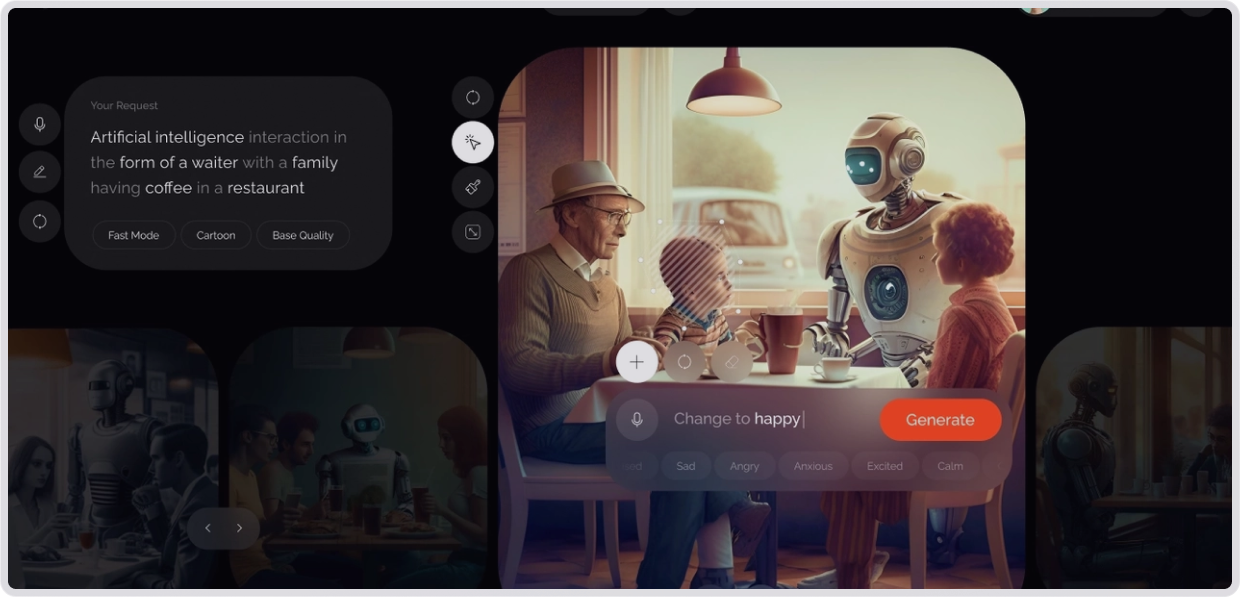 Your Request
Artificial intelligence interaction in
the form of a waiter with a family
having coffee in a restaurant
Fast Mode Cartoon Base Quality
Change to happy
Generate
Sad Angry Anxious Excited Calm